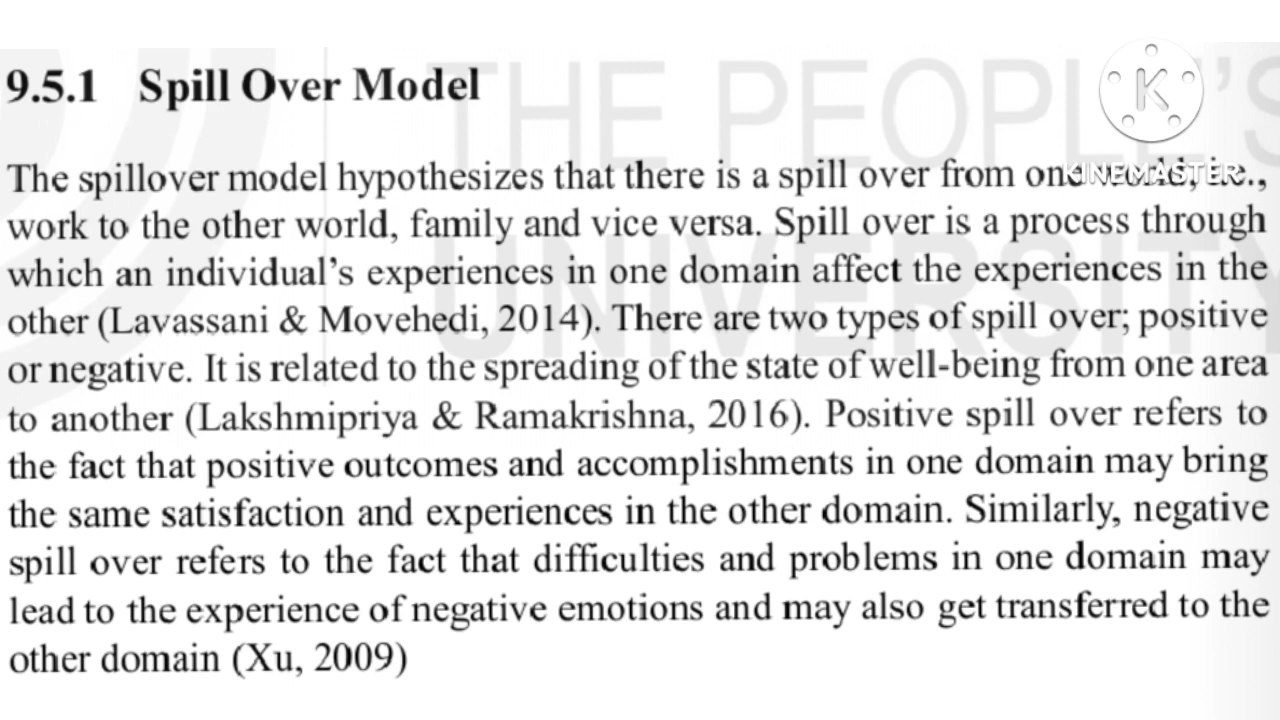 THE PEOPLE'S
UNIVERSITY
K
KINEMASTER
9.5.1 Spill Over Model
The spillover model hypothesizes that there is a spill over from one i.e.,
work to the other world, family and vice versa. Spill over is a process through
which an individual's experiences in one domain affect the experiences in the
other (Lavassani & Movehedi, 2014). There are two types of spill over; positive
or negative. It is related to the spreading of the state of well-being from one area
to another (Lakshmipriya & Ramakrishna, 2016). Positive spill over refers to
the fact that positive outcomes and accomplishments in one domain may bring
the same satisfaction and experiences in the other domain. Similarly, negative
spill over refers to the fact that difficulties and problems in one domain may
lead to the experience of negative emotions and may also get transferred to the
other domain (Xu, 2009)